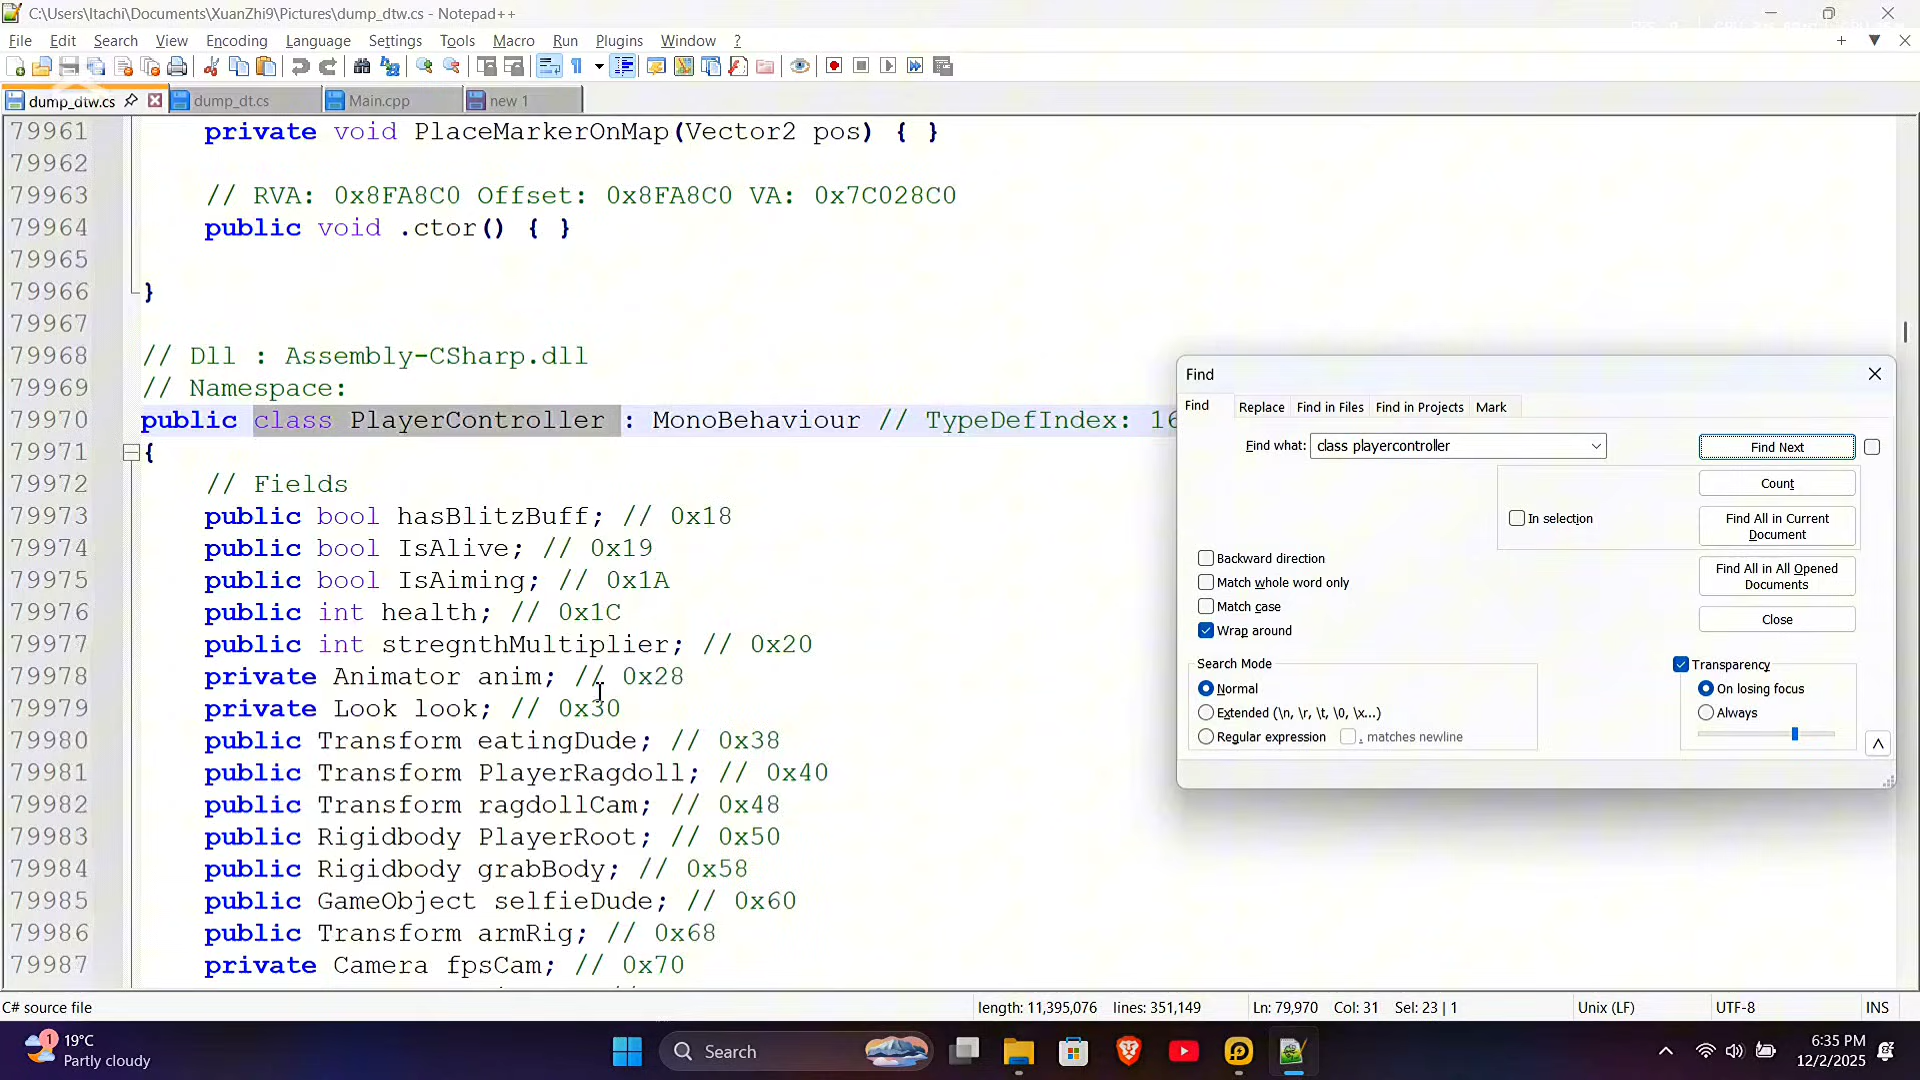 C:\Users\Itachi\Documents\XuanZhi9\Pictures\dump_dtw.cs - Notepad++
File Edit Search View Encoding Language Settings Tools Macro Run Plugins Window ?
dump_dtw.cs dump_dt.cs Main.cpp new 1
79961 private void PlaceMarkerOnMap(Vector2 pos) { }
79962
79963 // RVA: 0x8FA8C0 Offset: 0x8FA8C0 VA: 0x7C028C0
79964 public void .ctor() { }
79965
79966 }
79967
79968 // Dll : Assembly-CSharp.dll
79969 // Namespace:
79970 public class PlayerController : MonoBehaviour // TypeDefIndex: 16
79971 {
79972 // Fields
79973 public bool hasBlitzBuff; // 0x18
79974 public bool IsAlive; // 0x19
79975 public bool IsAiming; // 0x1A
79976 public int health; // 0x1C
79977 public int stregnthMultiplier; // 0x20
79978 private Animator anim; // 0x28
79979 private Look look; // 0x30
79980 public Transform eatingDude; // 0x38
79981 public Transform PlayerRagdoll; // 0x40
79982 public Transform ragdollCam; // 0x48
79983 public Rigidbody PlayerRoot; // 0x50
79984 public Rigidbody grabBody; // 0x58
79985 public GameObject selfieDude; // 0x60
79986 public Transform armRig; // 0x68
79987 private Camera fpsCam; // 0x70
Find
Find Replace Find in Files Find in Projects Mark
Find what: class playercontroller
Find Next
Count
In selection
Find All in Current
Document
Find All in All Opened
Documents
Close
Backward direction
Match whole word only
Match case
Wrap around
Search Mode
Normal
Extended (\n, \r, \t, \0, \x...)
Regular expression . matches newline
Transparency
On losing focus
Always
C# source file length: 11,395,076 lines: 351,149 Ln: 79,970 Col: 31 Sel: 23 | 1 Unix (LF) UTF-8 INS
1
19°C
Partly cloudy
Search
6:35 PM
12/2/2025